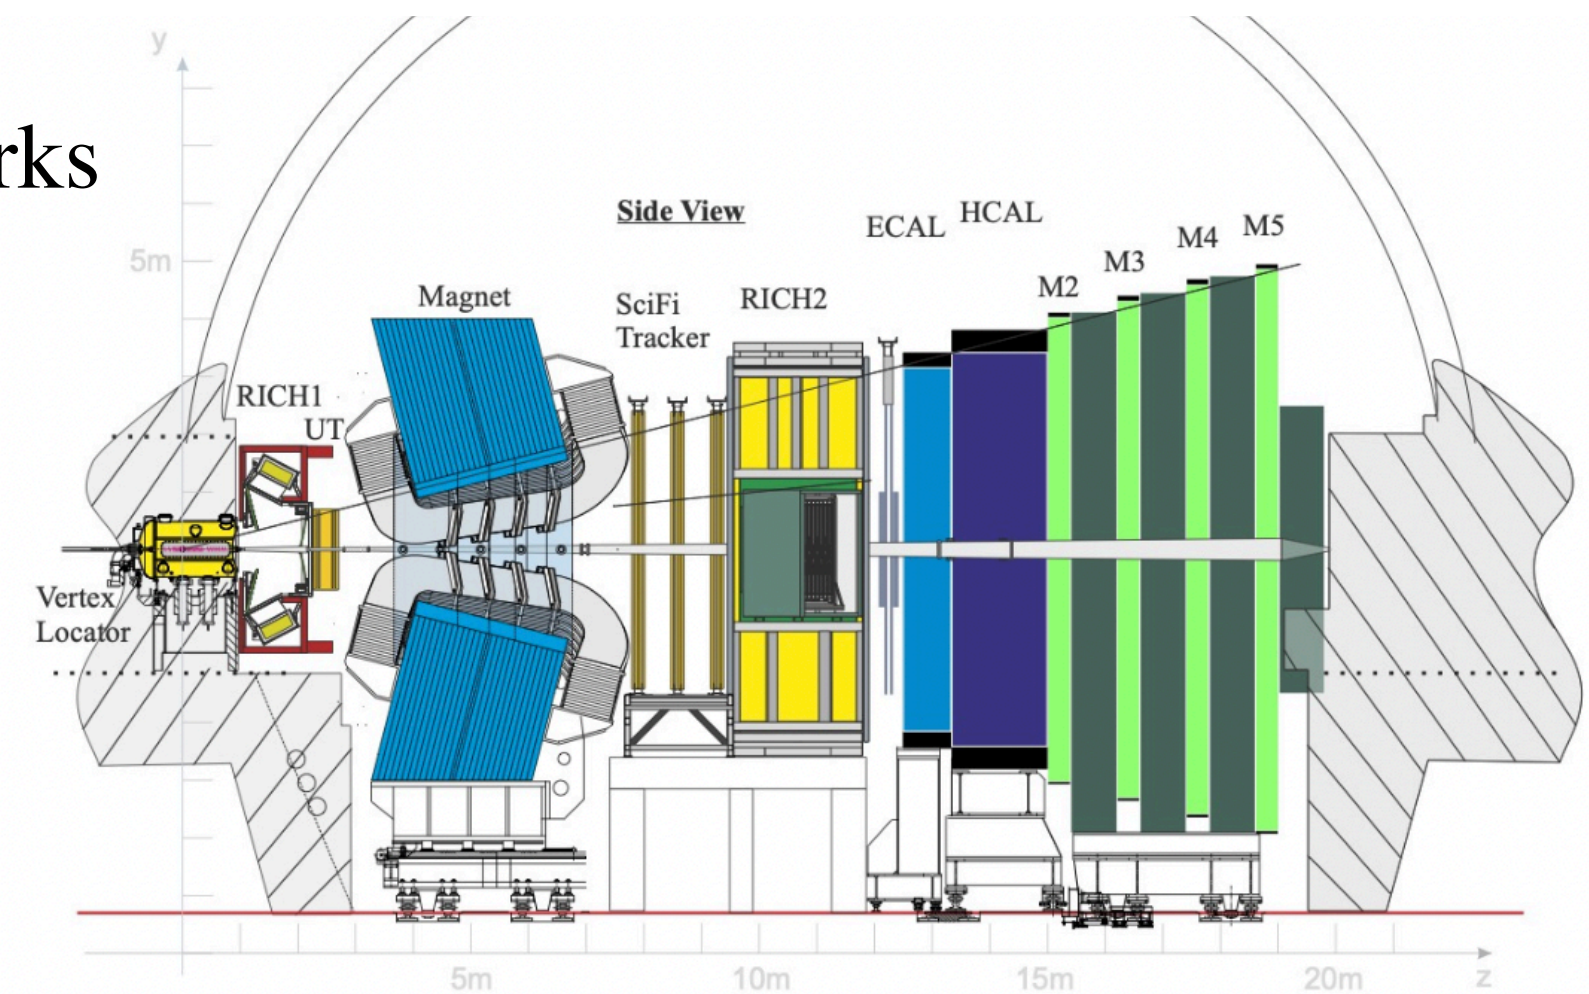 y
rks
Side View
ECAL
HCAL
M5
M4
5m
M3
M2
Magnet
SciFi
Tracker
RICH2
RICH1
UT
Vertex
Locator
5m
10m
15m
20m
z